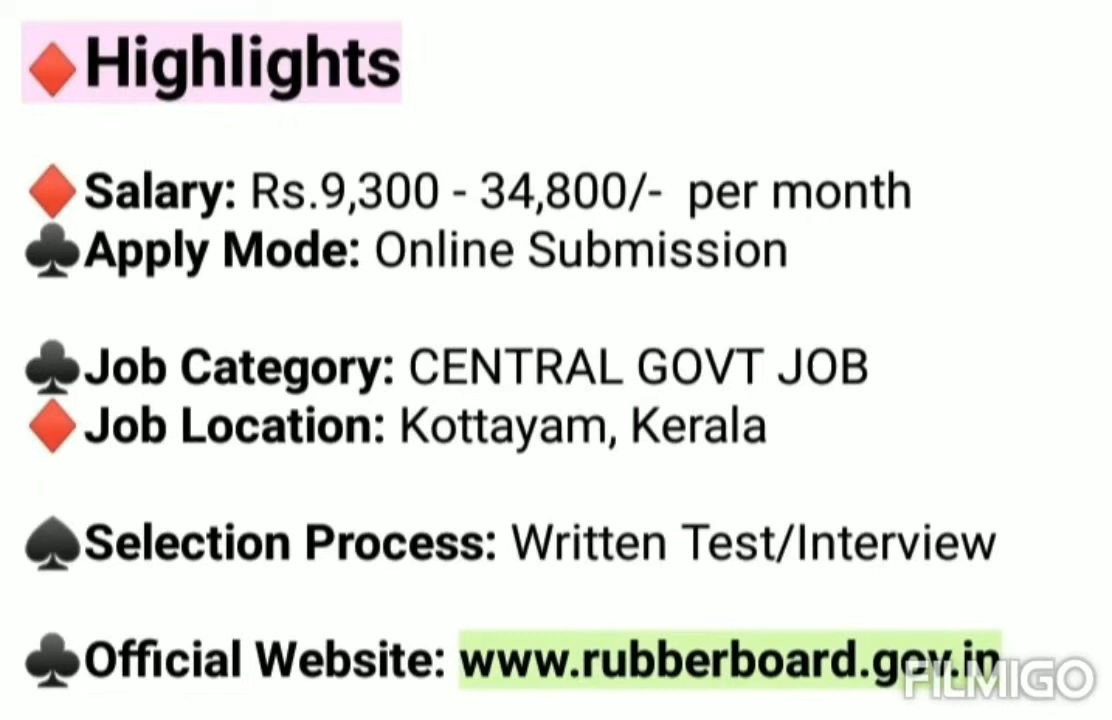 ♦️Highlights
♦️Salary: Rs.9,300 - 34,800/- per month
♣️Apply Mode: Online Submission
♣️Job Category: CENTRAL GOVT JOB
♦️Job Location: Kottayam, Kerala
♠️Selection Process: Written Test/Interview
♣️Official Website: www.rubberboard.gov.in
FILMIGO